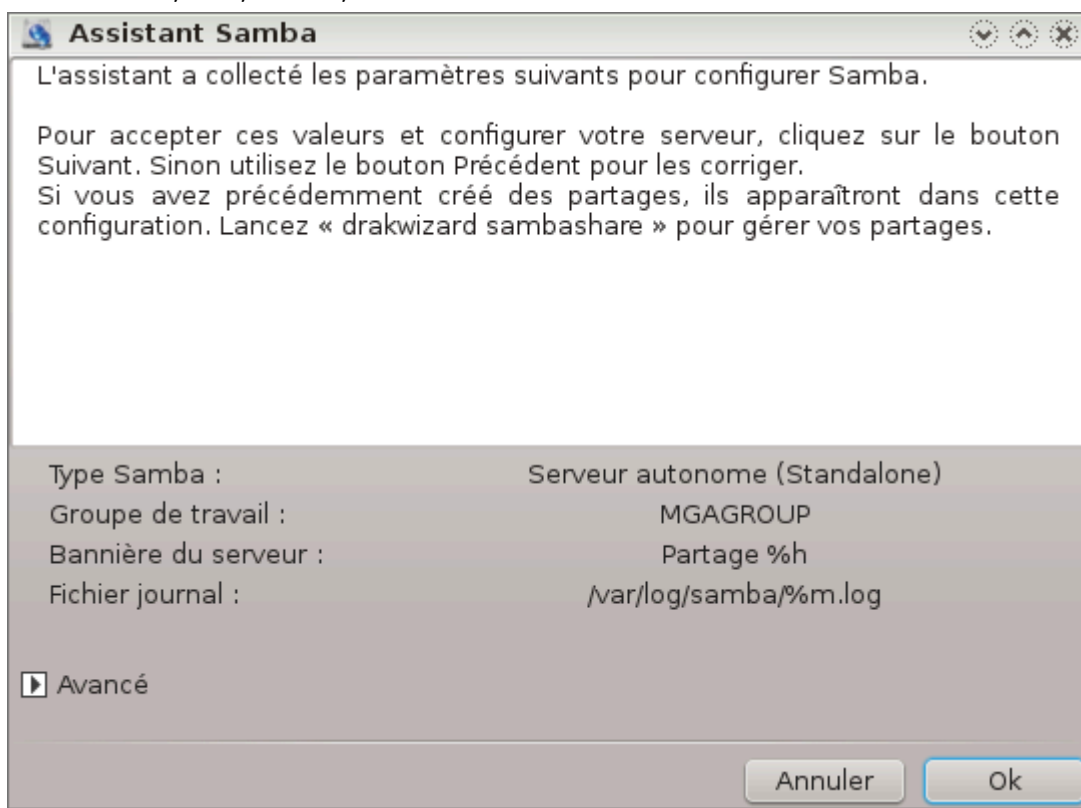 Assistant Samba
L'assistant a collecté les paramètres suivants pour configurer Samba.
Pour accepter ces valeurs et configurer votre serveur, cliquez sur le bouton
Suivant. Sinon utilisez le bouton Précédent pour les corriger.
Si vous avez précédemment créé des partages, ils apparaîtront dans cette
configuration. Lancez « drakwizard sambashare » pour gérer vos partages.
Type Samba : Serveur autonome (Standalone)
Groupe de travail : MGAGROUP
Bannière du serveur : Partage %h
Fichier journal : /var/log/samba/%m.log
Avancé
Annuler Ok